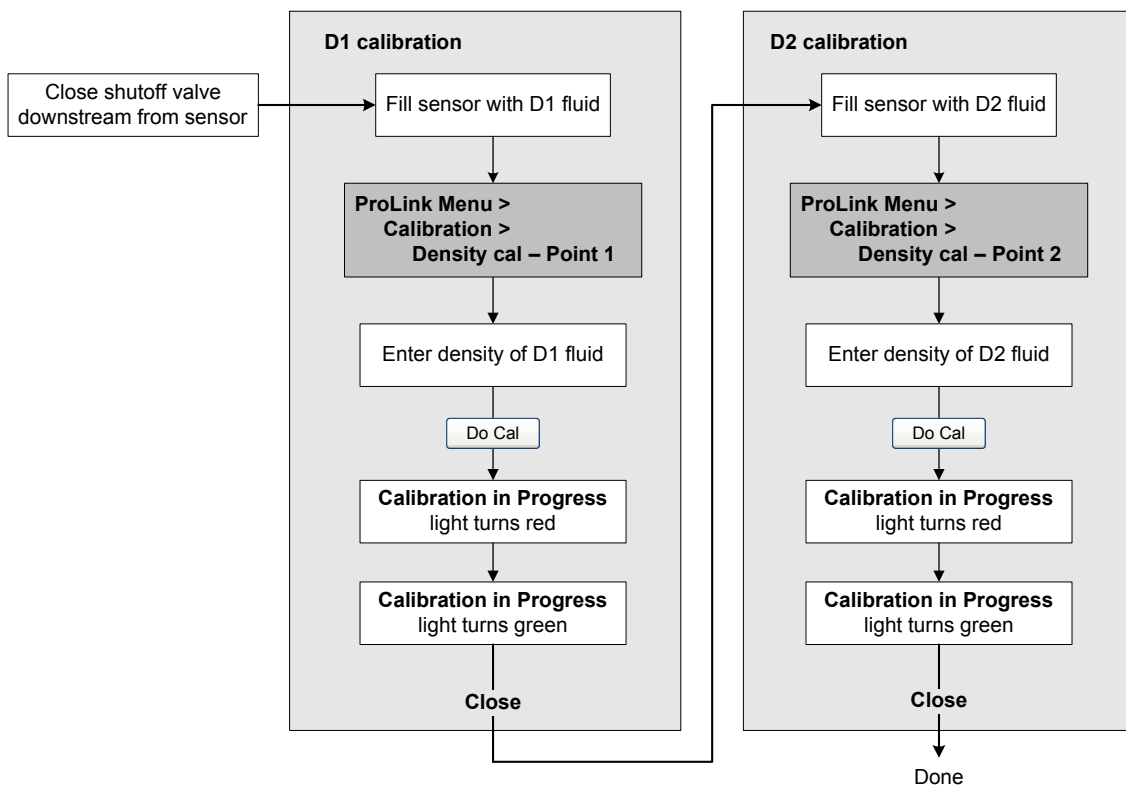 Close shutoff valve
downstream from sensor
D1 calibration
Fill sensor with D1 fluid
ProLink Menu >
Calibration >
Density cal – Point 1
Enter density of D1 fluid
Do Cal
Calibration in Progress
light turns red
Calibration in Progress
light turns green
Close
D2 calibration
Fill sensor with D2 fluid
ProLink Menu >
Calibration >
Density cal – Point 2
Enter density of D2 fluid
Do Cal
Calibration in Progress
light turns red
Calibration in Progress
light turns green
Close
Done